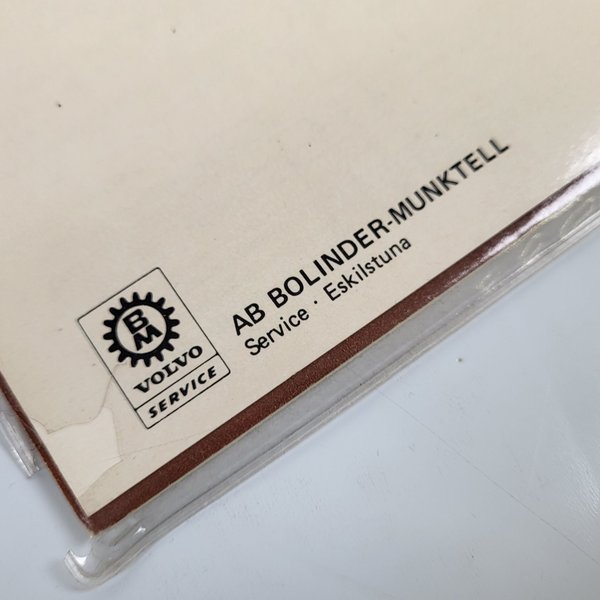 BM
VOLVO
SERVICE
AB BOLINDER-MUNKTELL
Service · Eskilstuna